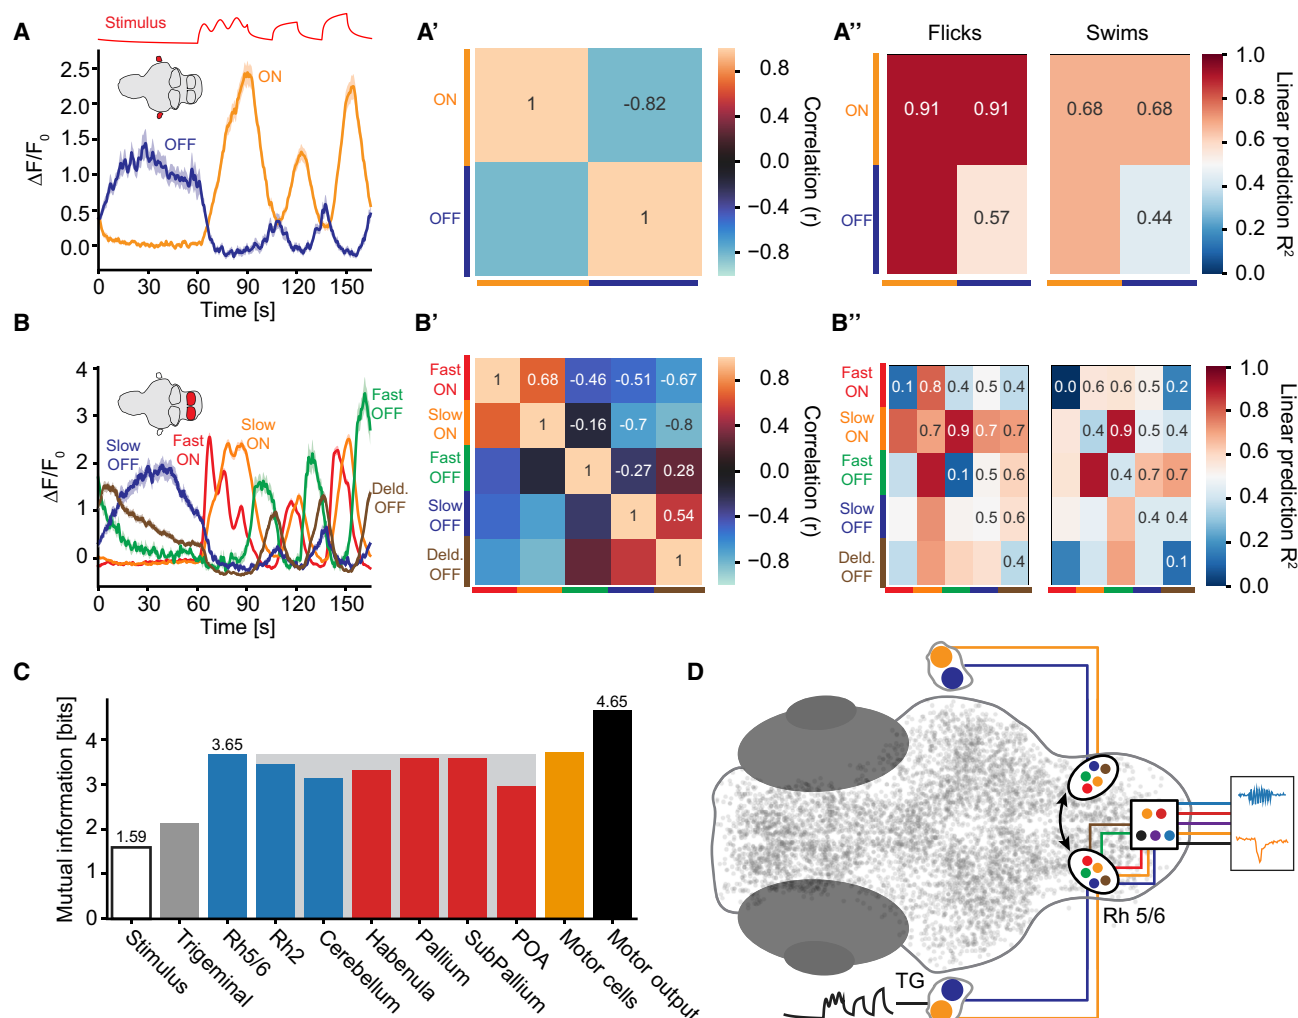 A
Stimulus
ON
OFF
ΔF/F0
2.5
2.0
1.5
1.0
0.5
0.0
0 30 60 90 120 150
Time [s]
A'
ON
OFF
1 -0.82
1
0.8
0.4
0.0
−0.4
−0.8
Correlation (r)
A''
Flicks Swims
ON
OFF
0.91 0.91
0.57
0.68 0.68
0.44
1.0
0.8
0.6
0.4
0.2
0.0
Linear prediction R2
B
Fast
OFF
Slow
ON
Fast
ON
Slow
OFF
Deld.
OFF
ΔF/F0
4
3
2
1
0
0 30 60 90 120 150
Time [s]
B'
Fast
ON
Slow
ON
Fast
OFF
Slow
OFF
Deld.
OFF
1 0.68 -0.46 -0.51 -0.67
1 -0.16 -0.7 -0.8
1 -0.27 0.28
1 0.54
1
0.8
0.4
0.0
−0.4
−0.8
Correlation (r)
B''
Fast
ON
Slow
ON
Fast
OFF
Slow
OFF
Deld.
OFF
0.1 0.8 0.4 0.5 0.4
0.7 0.9 0.7 0.7
0.1 0.5 0.6
0.5 0.6
0.4
0.0 0.6 0.6 0.5 0.2
0.4 0.9 0.5 0.4
0.4 0.7 0.7
0.4 0.4
0.1
1.0
0.8
0.6
0.4
0.2
0.0
Linear prediction R2
C
Mutual information [bits]
4
3
2
1
0
1.59
3.65
4.65
Stimulus
Trigeminal
Rh5/6
Rh2
Cerebellum
Habenula
Pallium
SubPallium
POA
Motor cells
Motor output
D
Rh 5/6
TG